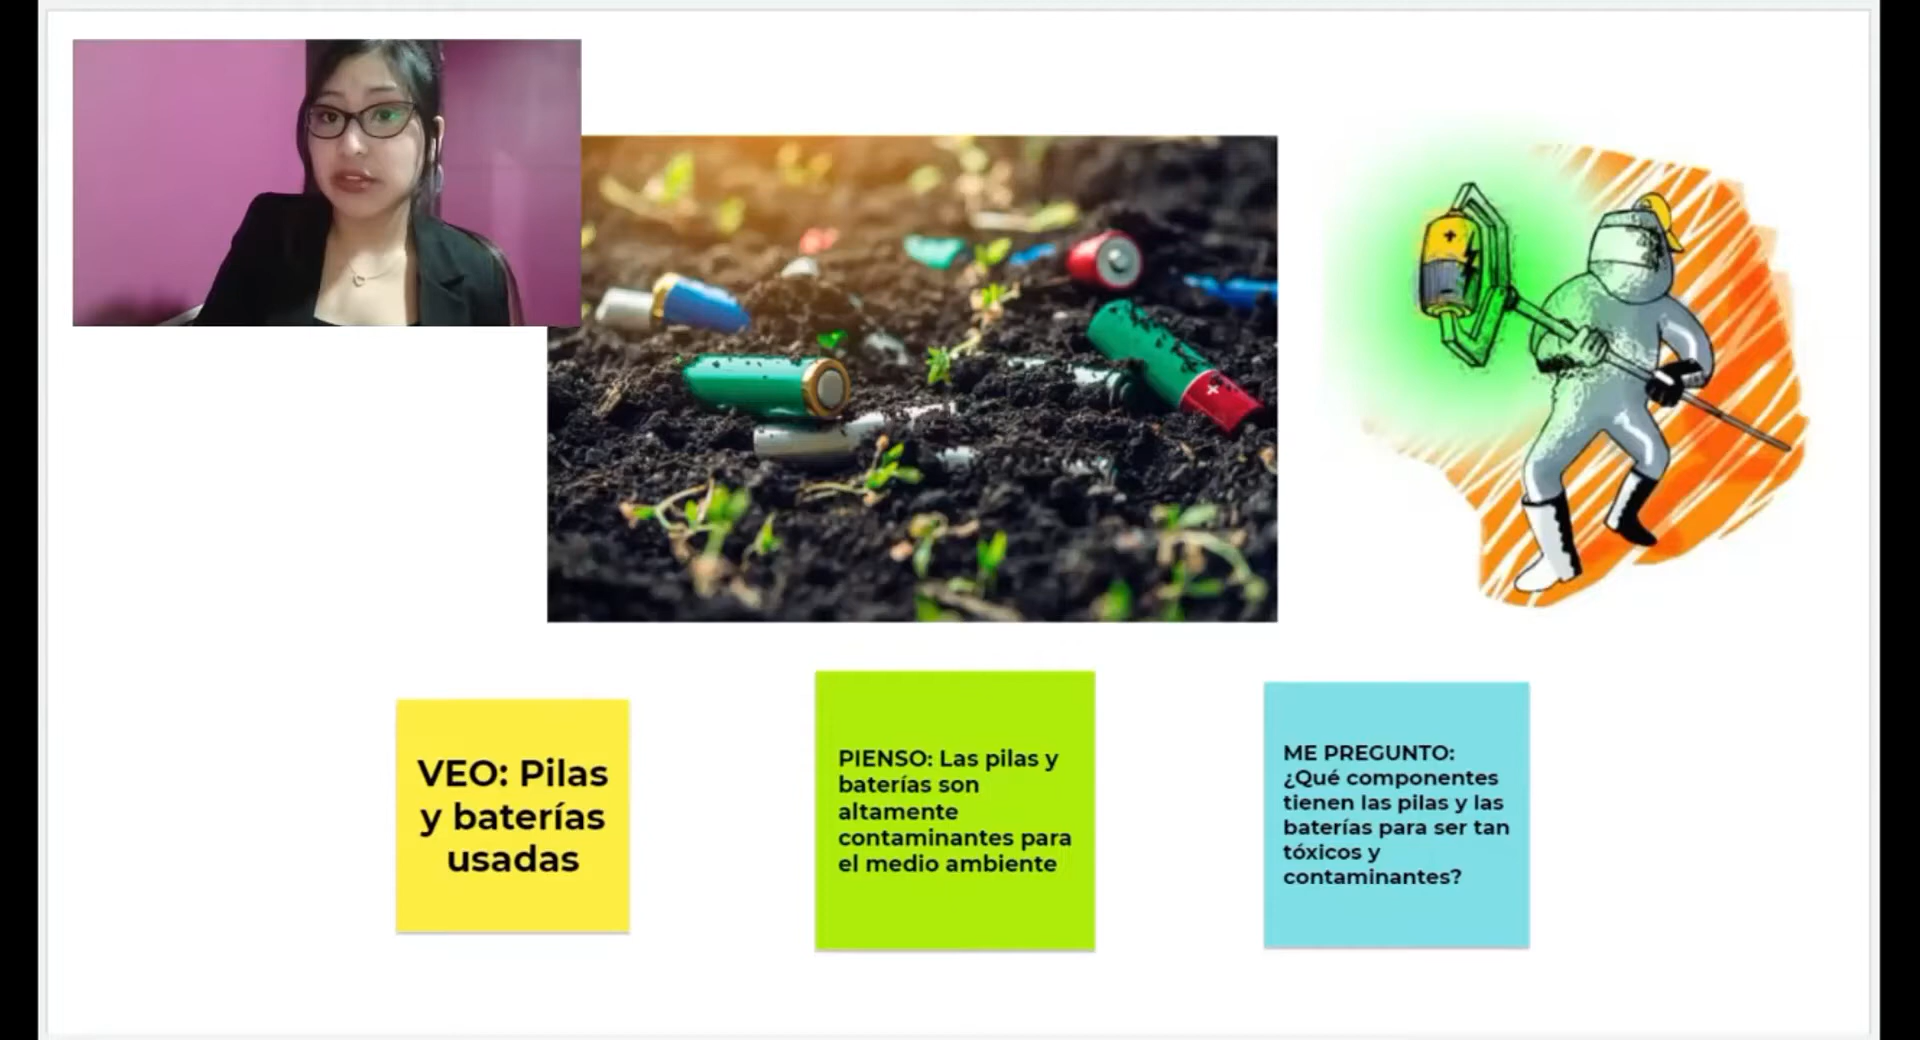 VEO: Pilas
y baterías
usadas
PIENSO: Las pilas y
baterías son
altamente
contaminantes para
el medio ambiente
ME PREGUNTO:
¿Qué componentes
tienen las pilas y las
baterías para ser tan
tóxicos y
contaminantes?